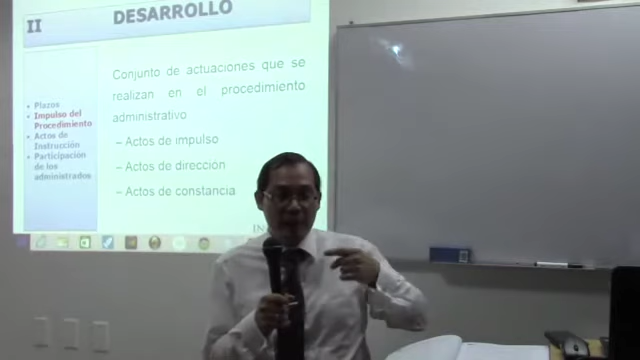 II
DESARROLLO
• Plazos
• Impulso del
Procedimiento
• Actos de
Instrucción
• Participación
de los
administrados
Conjunto de actuaciones que se
realizan en el procedimiento
administrativo
– Actos de impulso
– Actos de dirección
– Actos de constancia